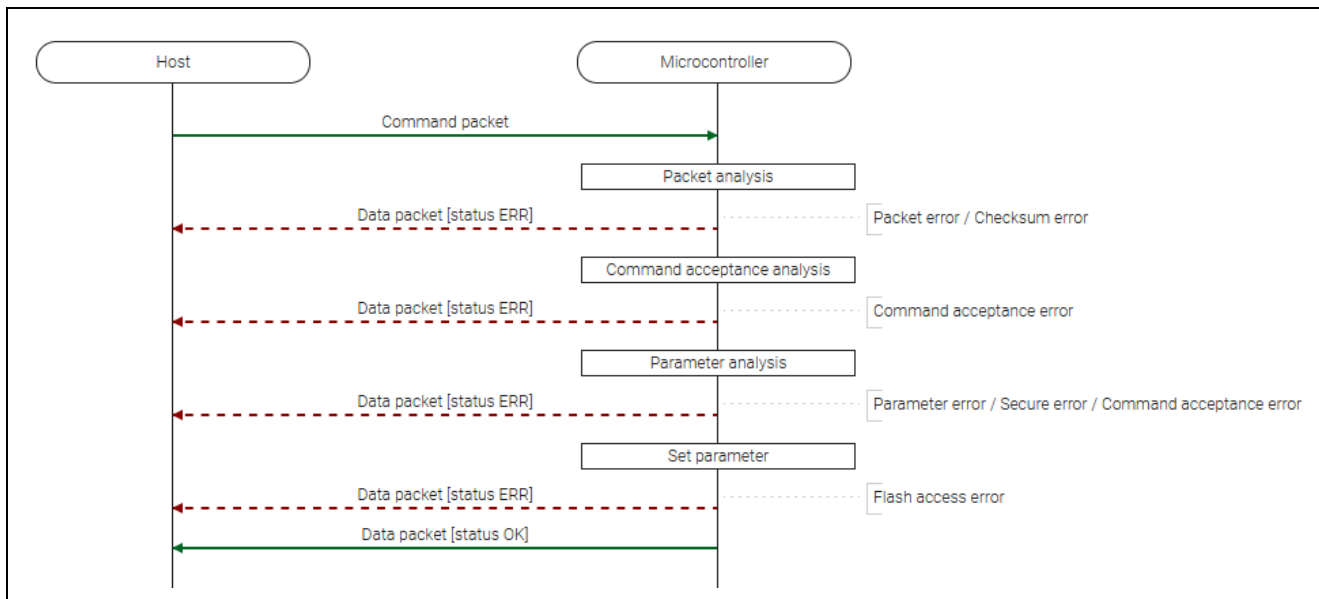 Host
Microcontroller
Command packet
Packet analysis
Data packet [status ERR]
Packet error / Checksum error
Command acceptance analysis
Data packet [status ERR]
Command acceptance error
Parameter analysis
Data packet [status ERR]
Parameter error / Secure error / Command acceptance error
Set parameter
Data packet [status ERR]
Flash access error
Data packet [status OK]